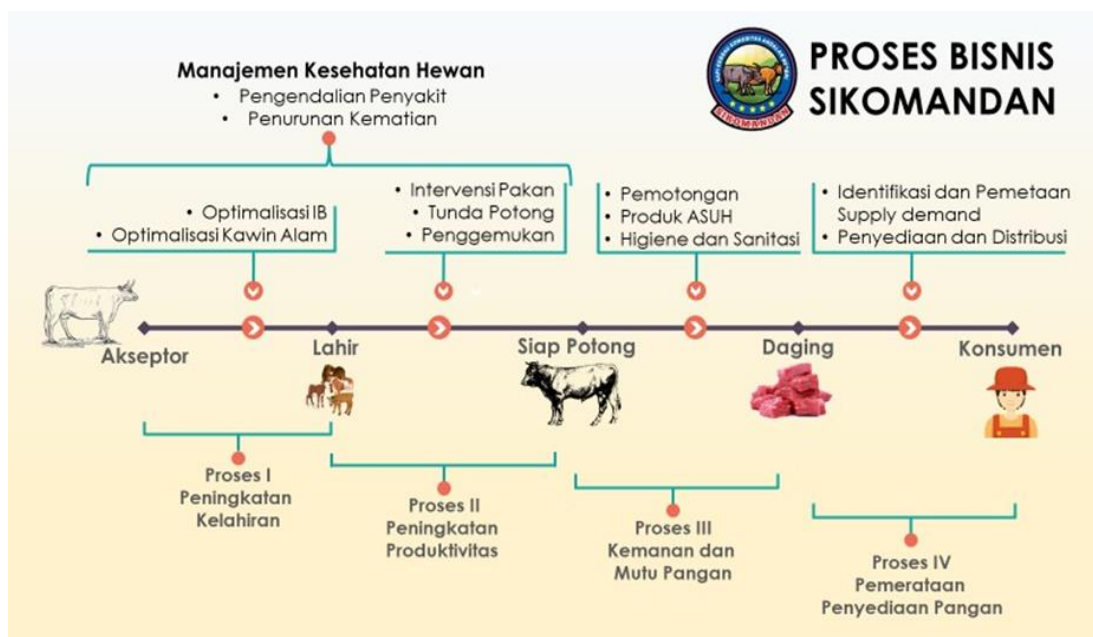 PROSES BISNIS
SIKOMANDAN
SIKOMANDAN
Manajemen Kesehatan Hewan
• Pengendalian Penyakit
• Penurunan Kematian
• Optimalisasi IB
• Optimalisasi Kawin Alam
• Intervensi Pakan
• Tunda Potong
• Penggemukan
• Pemotongan
• Produk ASUH
• Higiene dan Sanitasi
• Identifikasi dan Pemetaan
Supply demand
• Penyediaan dan Distribusi
Akseptor
Lahir
Siap Potong
Daging
Konsumen
Proses I
Peningkatan
Kelahiran
Proses II
Peningkatan
Produktivitas
Proses III
Kemanan dan
Mutu Pangan
Proses IV
Pemerataan
Penyediaan Pangan